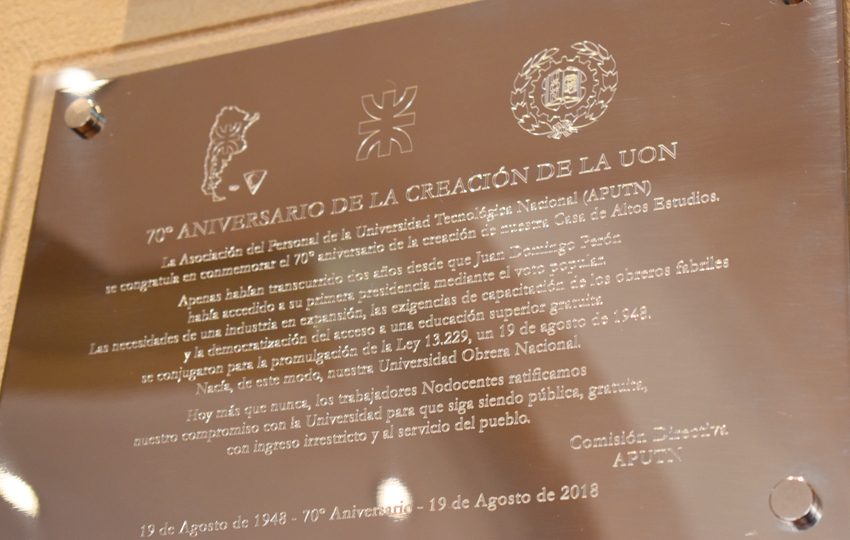 70º ANIVERSARIO DE LA CREACIÓN DE LA UON
La Asociación del Personal de la Universidad Tecnológica Nacional (APUTN)
se congratula en conmemorar el 70º aniversario de la creación de nuestra Casa de Altos Estudios.
Apenas habían transcurrido dos años desde que Juan Domingo Perón
había accedido a su primera presidencia mediante el voto popular.
Las necesidades de una industria en expansión, las exigencias de capacitación de los obreros fabriles
y la democratización del acceso a una educación superior gratuita
se conjugaron para la promulgación de la Ley 13.229, un 19 de agosto de 1948.
Nacía, de este modo, nuestra Universidad Obrera Nacional.
Hoy más que nunca, los trabajadores Nodocentes ratificamos
nuestro compromiso con la Universidad para que siga siendo pública, gratuita,
con ingreso irrestricto y al servicio del pueblo.
Comisión Directiva
APUTN
19 de Agosto de 1948 - 70º Aniversario - 19 de Agosto de 2018